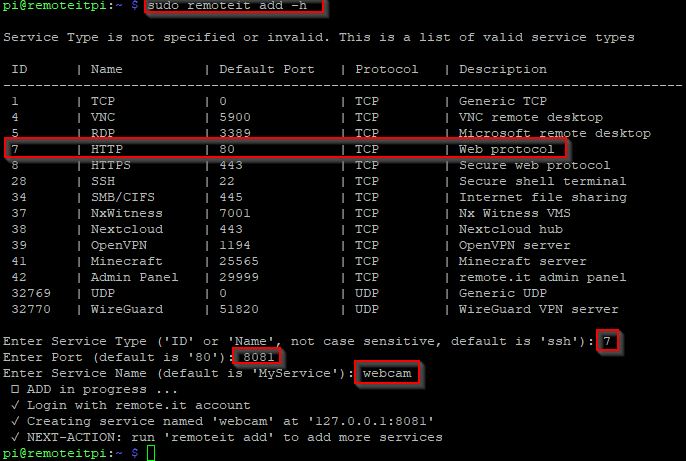 pi@remoteitpi:~ $ sudo remoteit add -h
Service Type is not specified or invalid. This is a list of valid service types
ID | Name | Default Port | Protocol | Description
--------------------------------------------------------------------------------
1 | TCP | 0 | TCP | Generic TCP
4 | VNC | 5900 | TCP | VNC remote desktop
5 | RDP | 3389 | TCP | Microsoft remote desktop
7 | HTTP | 80 | TCP | Web protocol
8 | HTTPS | 443 | TCP | Secure web protocol
28 | SSH | 22 | TCP | Secure shell terminal
34 | SMB/CIFS | 445 | TCP | Internet file sharing
37 | NxWitness | 7001 | TCP | Nx Witness VMS
38 | Nextcloud | 443 | TCP | Nextcloud hub
39 | OpenVPN | 1194 | TCP | OpenVPN server
41 | Minecraft | 25565 | TCP | Minecraft server
42 | Admin Panel | 29999 | TCP | remote.it admin panel
32769 | UDP | 0 | UDP | Generic UDP
32770 | WireGuard | 51820 | UDP | WireGuard VPN server
Enter Service Type ('ID' or 'Name', not case sensitive, default is 'ssh'): 7
Enter Port (default is '80'): 8081
Enter Service Name (default is 'MyService'): webcam
□ ADD in progress ...
√ Login with remote.it account
√ Creating service named 'webcam' at '127.0.0.1:8081'
√ NEXT-ACTION: run 'remoteit add' to add more services
pi@remoteitpi:~ $